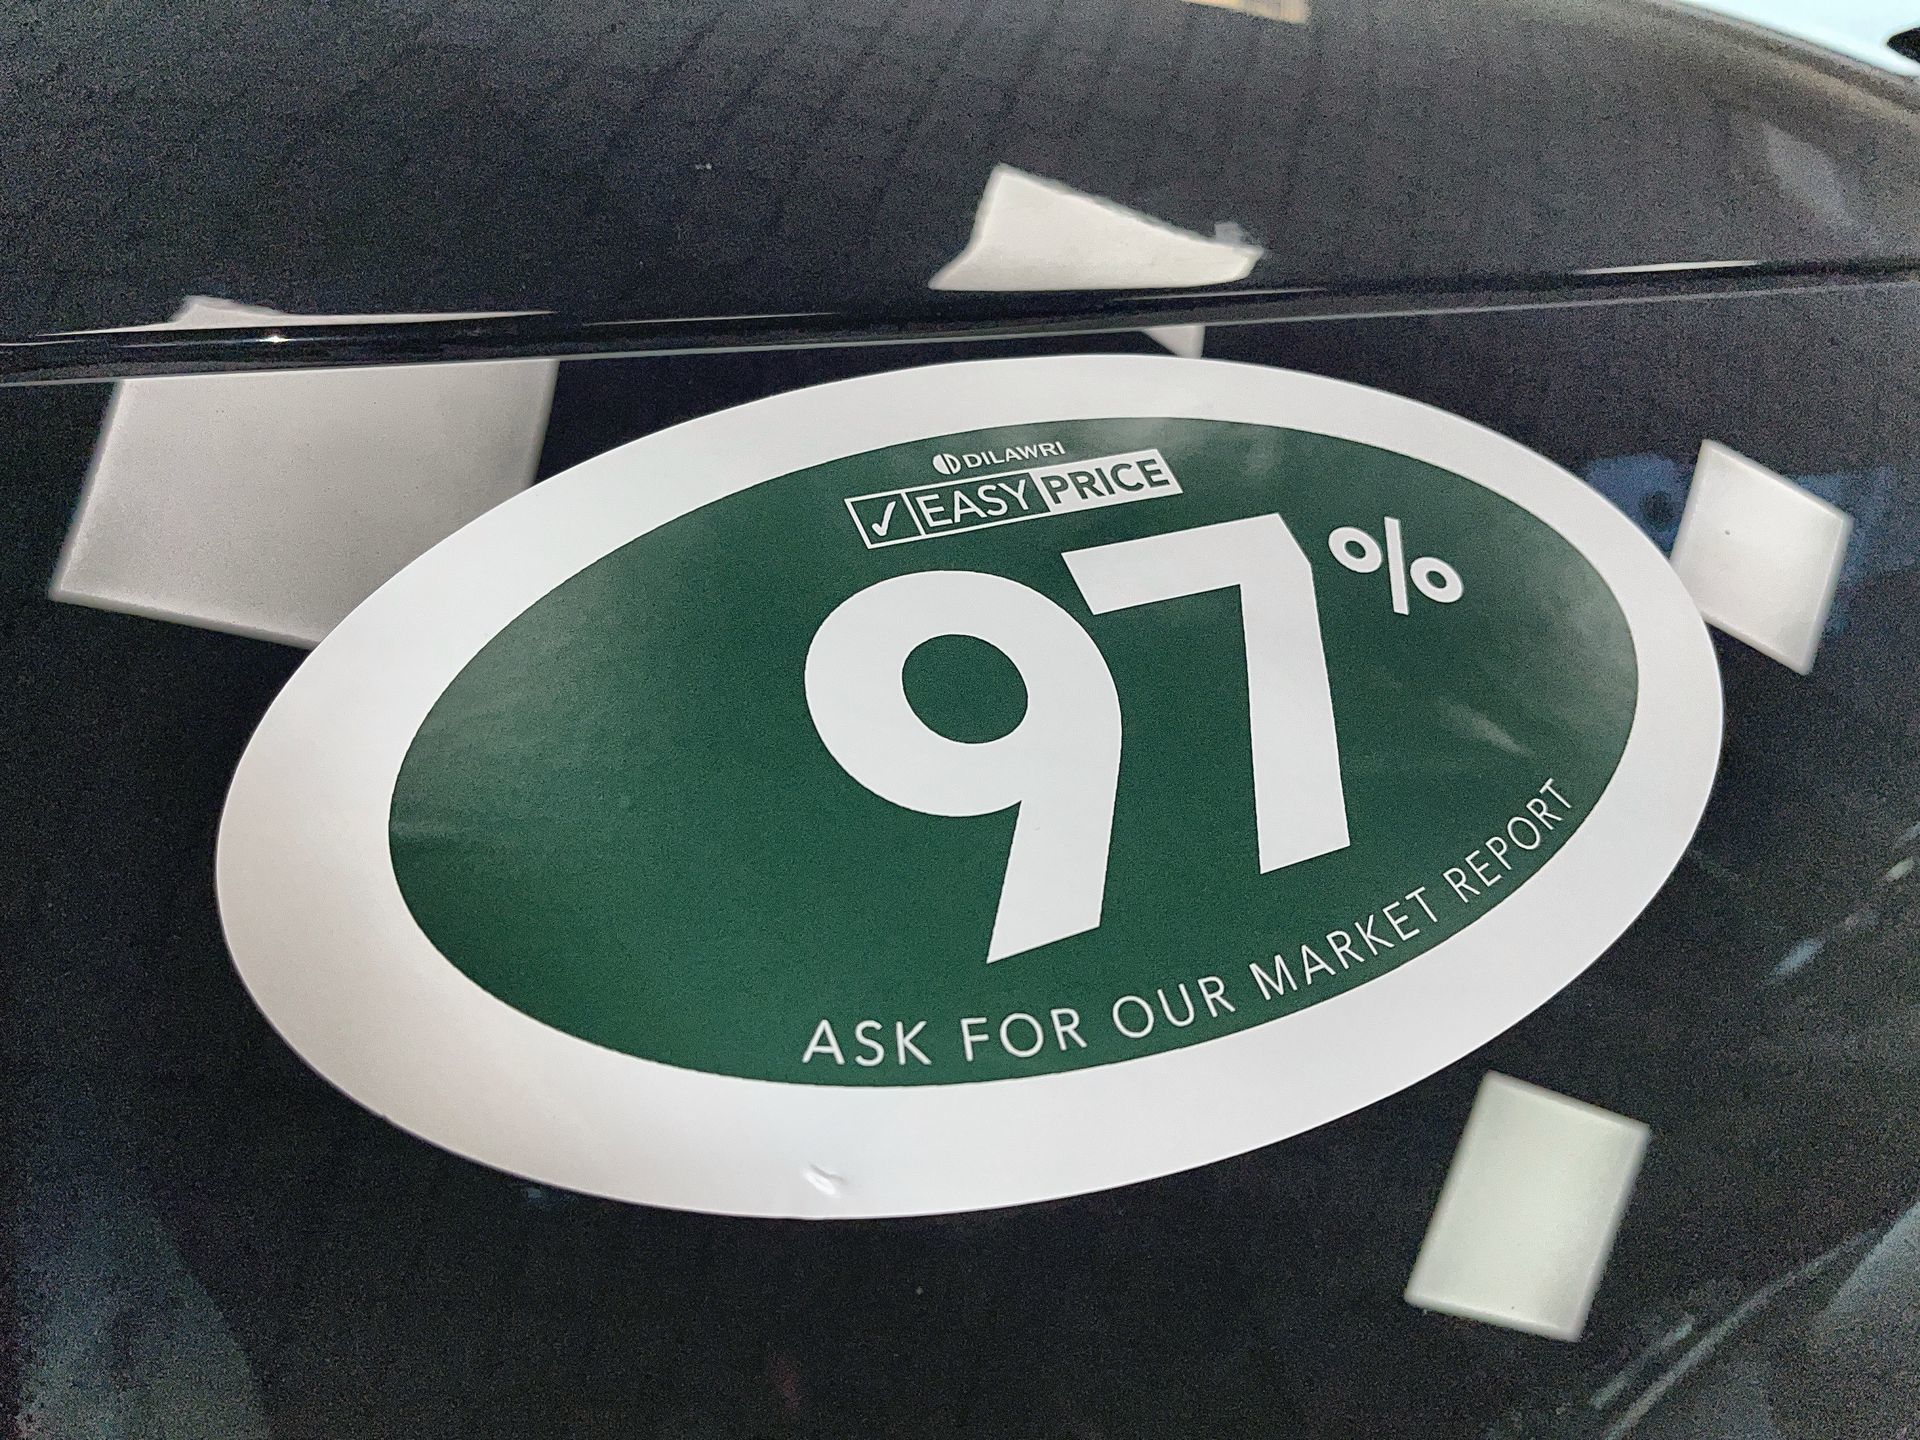 DILAWRI
✓ EASY PRICE
97%
ASK FOR OUR MARKET REPORT